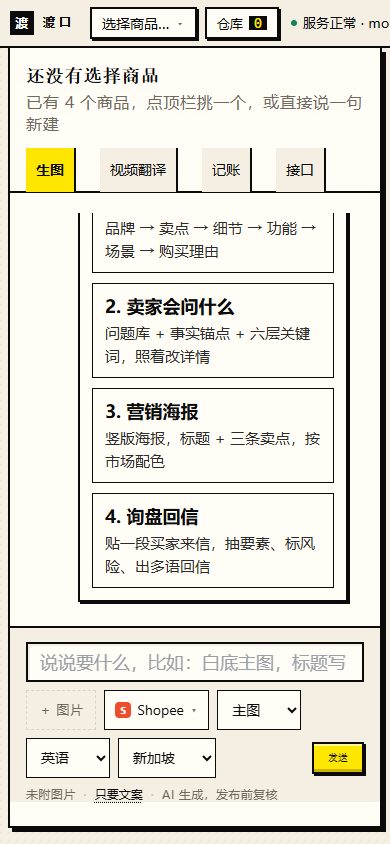 渡 渡口 选择商品... 仓库 0 服务正常 · mo
还没有选择商品
已有 4 个商品，点顶栏挑一个，或直接说一句
新建
生图 视频翻译 记账 接口
品牌 → 卖点 → 细节 → 功能 →
场景 → 购买理由
2. 卖家会问什么
问题库 + 事实锚点 + 六层关键
词，照着改详情
3. 营销海报
竖版海报，标题 + 三条卖点，按
市场配色
4. 询盘回信
贴一段买家来信，抽要素、标风
险、出多语回信
说说要什么，比如：白底主图，标题写
+ 图片 S Shopee 主图
英语 新加坡 发送
未附图片 · 只要文案 · AI 生成，发布前复核